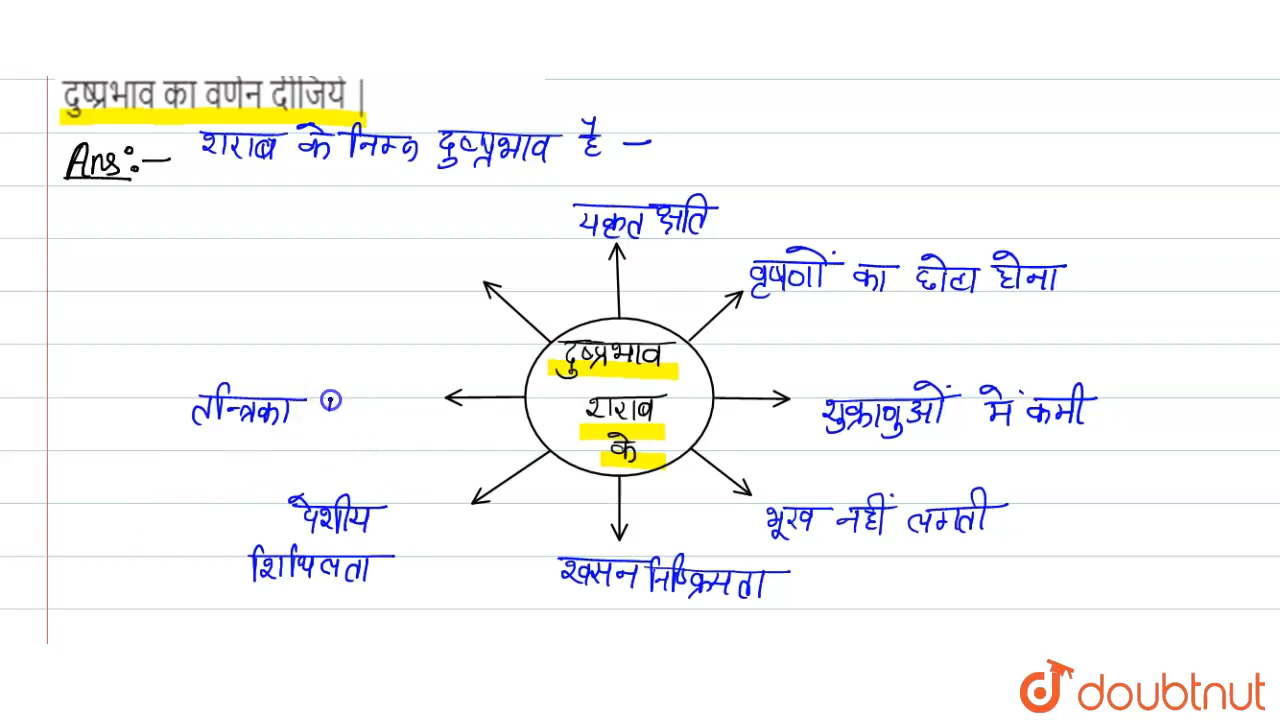 दुष्प्रभाव का वर्णन दीजिये |
Ans:- शराब के निम्न दुष्प्रभाव है -
यकृत क्षति
वृषणों का छोटा होना
दुष्प्रभाव
शराब
के
तन्त्रिका
शुक्राणुओं में कमी
पेशीय
शिथिलता
भूख नहीं लगती
श्वसन निष्क्रियता
doubtnut